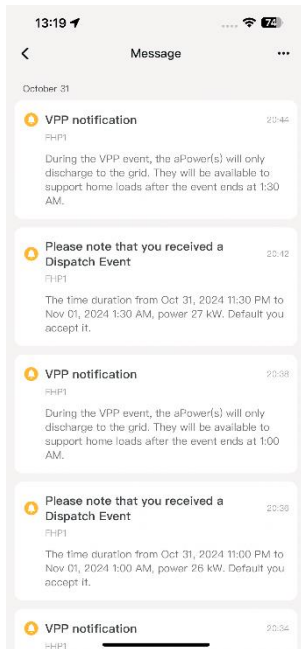 13:19
74
Message
October 31
VPP notification
20:44
FHP1
During the VPP event, the aPower(s) will only
discharge to the grid. They will be available to
support home loads after the event ends at 1:30
AM.
Please note that you received a
Dispatch Event
20:42
FHP1
The time duration from Oct 31, 2024 11:30 PM to
Nov 01, 2024 1:30 AM, power 27 kW. Default you
accept it.
VPP notification
20:38
FHP1
During the VPP event, the aPower(s) will only
discharge to the grid. They will be available to
support home loads after the event ends at 1:00
AM.
Please note that you received a
Dispatch Event
FHP1
The time duration from Oct 31, 2024 11:00 PM to
Nov 01, 2024 1:00 AM, power 26 kW. Default you
accept it.
VPP notification
20:34
FHP1